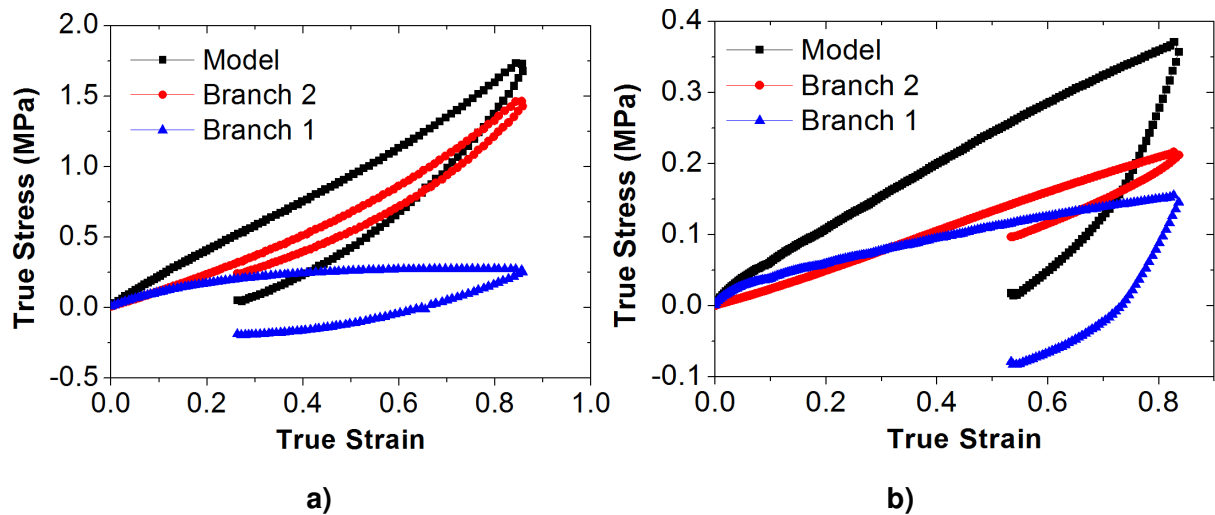 2.0
1.5
1.0
0.5
0.0
-0.5
True Stress (MPa)
Model
Branch 2
Branch 1
0.0 0.2 0.4 0.6 0.8 1.0
True Strain
a)
0.4
0.3
0.2
0.1
0.0
-0.1
True Stress (MPa)
Model
Branch 2
Branch 1
0.0 0.2 0.4 0.6 0.8
True Strain
b)